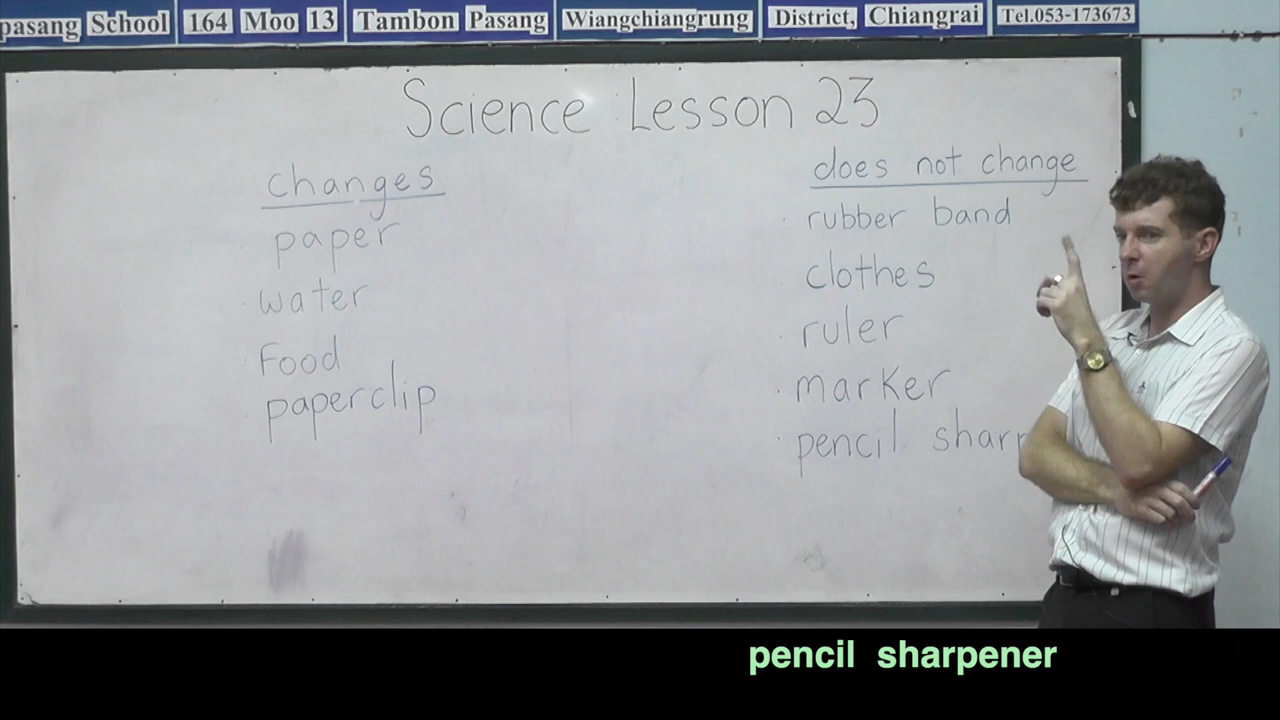 pasang School 164 Moo 13 Tambon Pasang Wiangchiangrung District, Chiangrai Tel.053-173673
Science Lesson 23
changes
paper
water
Food
paperclip
does not change
rubber band
clothes
ruler
marker
pencil sharp
pencil sharpener